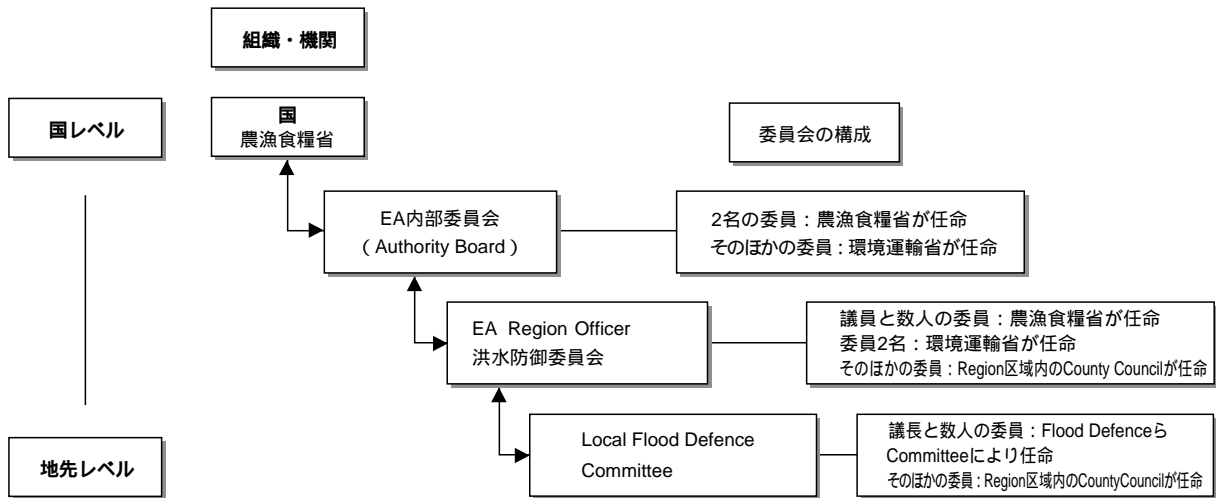 組織・機関
国レベル
国
農漁食糧省
委員会の構成
EA内部委員会
( Authority Board )
2名の委員：農漁食糧省が任命
そのほかの委員：環境運輸省が任命
EA Region Officer
洪水防御委員会
議員と数人の委員：農漁食糧省が任命
委員2名：環境運輸省が任命
そのほかの委員：Region区域内のCounty Councilが任命
Local Flood Defence
Committee
議長と数人の委員：Flood Defenceら
Committeeにより任命
そのほかの委員：Region区域内のCountyCouncilが任命
地先レベル